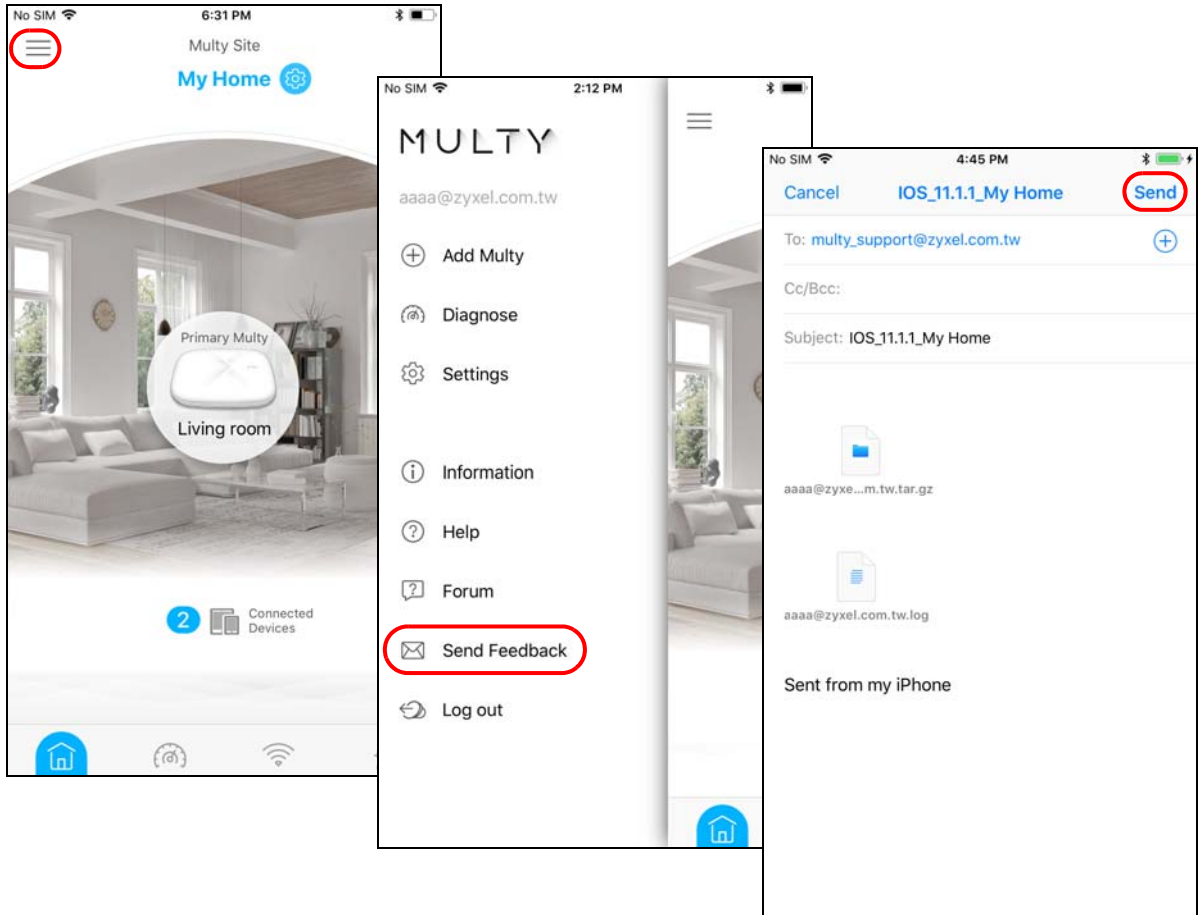 No SIM 6:31 PM
Multy Site
My Home
Primary Multy
Living room
2 Connected
Devices
No SIM 2:12 PM
MULTY
aaaa@zyxel.com.tw
Add Multy
Diagnose
Settings
Information
Help
Forum
Send Feedback
Log out
No SIM 4:45 PM
Cancel IOS_11.1.1_My Home Send
To: multy_support@zyxel.com.tw
Cc/Bcc:
Subject: IOS_11.1.1_My Home
aaaa@zyxe...m.tw.tar.gz
aaaa@zyxel.com.tw.log
Sent from my iPhone